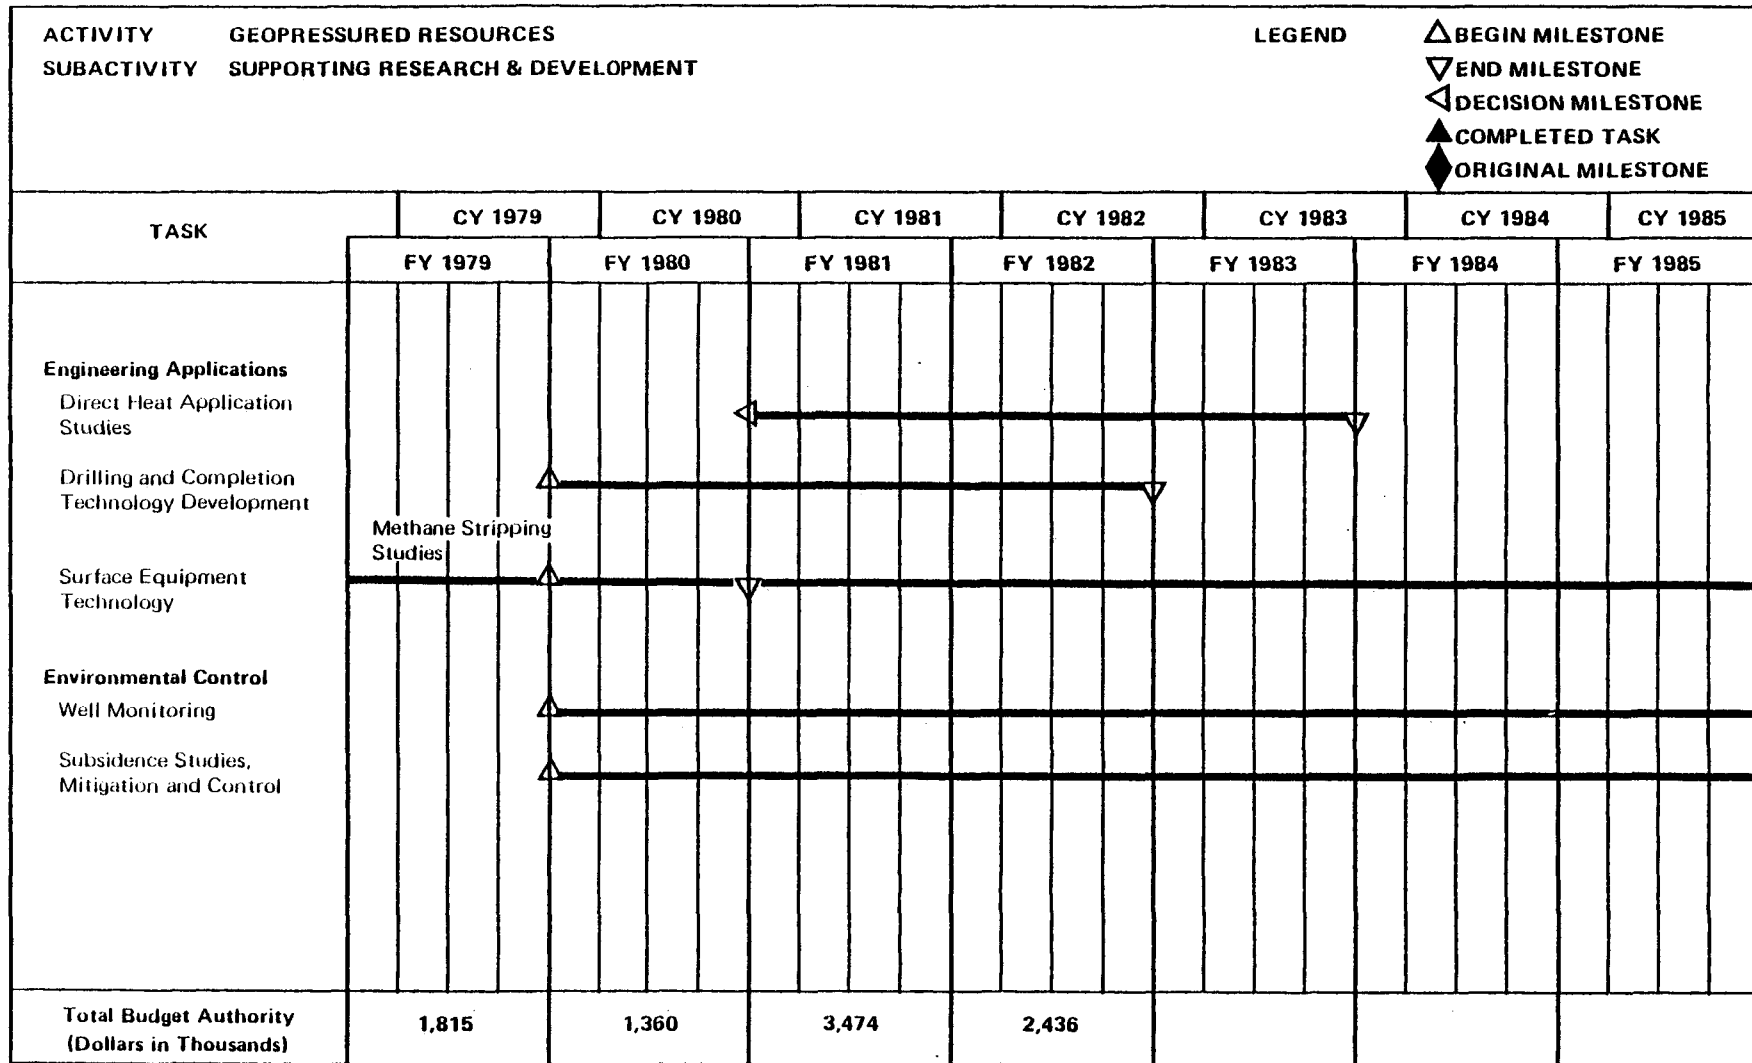 ACTIVITY GEOPRESSURED RESOURCES
SUBACTIVITY SUPPORTING RESEARCH & DEVELOPMENT
LEGEND
BEGIN MILESTONE
END MILESTONE
DECISION MILESTONE
COMPLETED TASK
ORIGINAL MILESTONE
TASK
CY 1979 CY 1980 CY 1981 CY 1982 CY 1983 CY 1984 CY 1985
FY 1979 FY 1980 FY 1981 FY 1982 FY 1983 FY 1984 FY 1985
Engineering Applications
Direct Heat Application
Studies
Drilling and Completion
Technology Development
Methane Stripping
Studies
Surface Equipment
Technology
Environmental Control
Well Monitoring
Subsidence Studies,
Mitigation and Control
Total Budget Authority
(Dollars in Thousands)
1,815 1,360 3,474 2,436